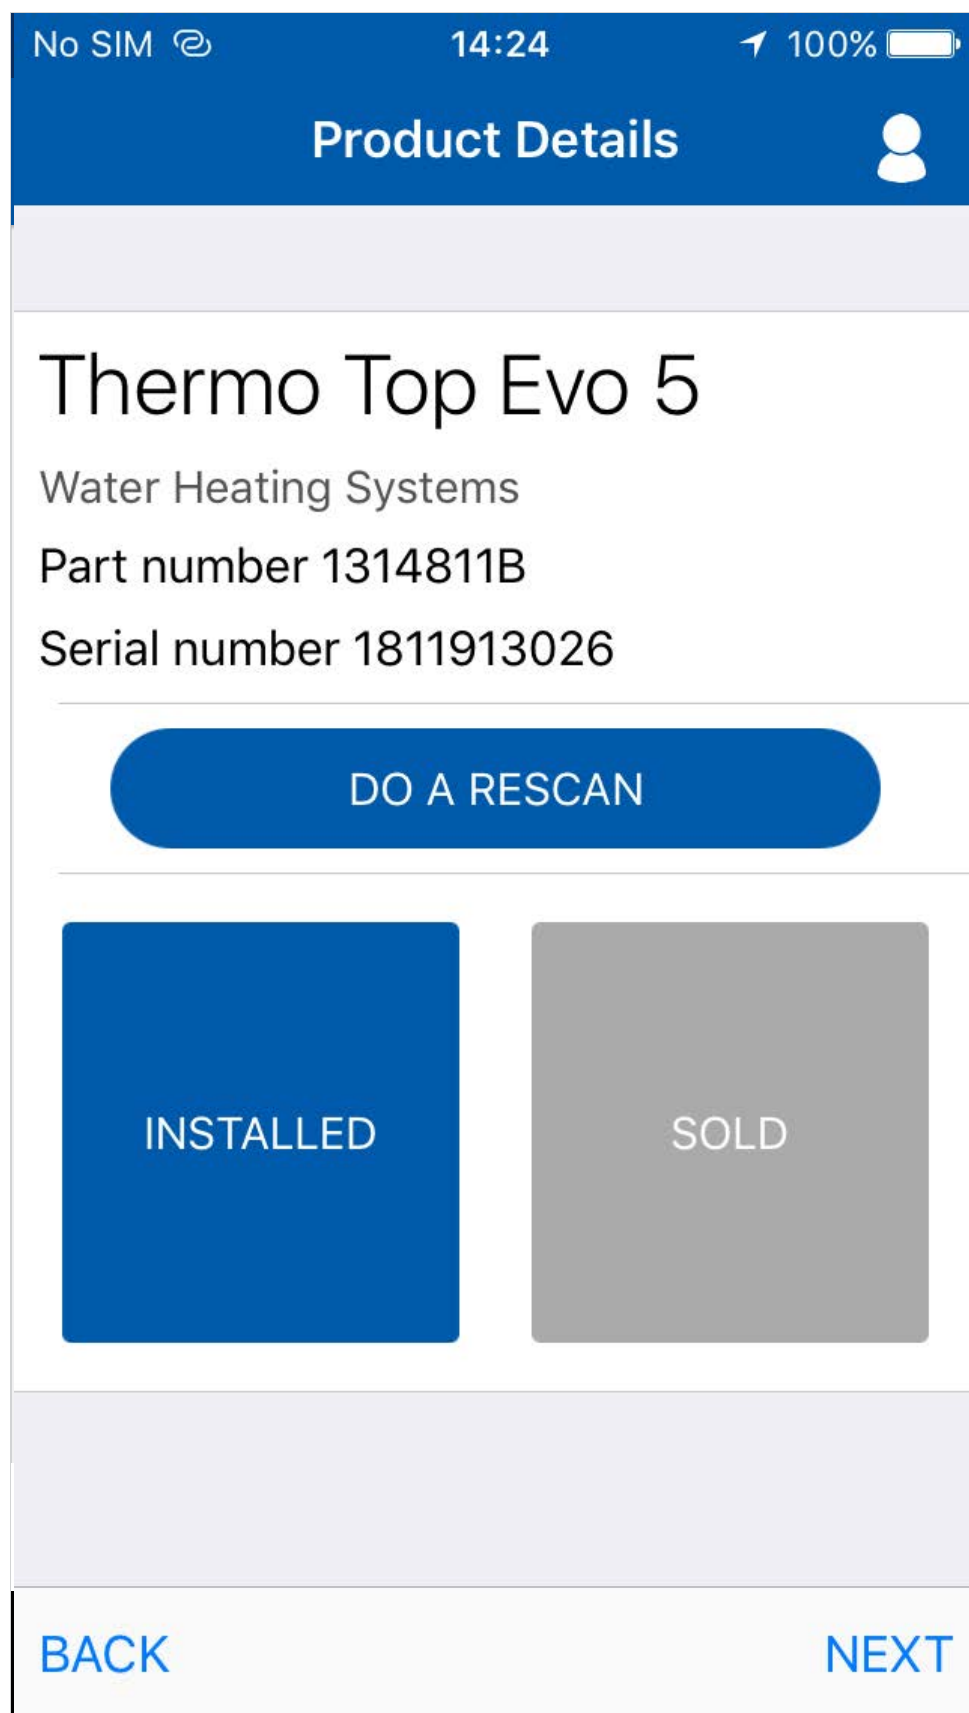 No SIM 14:24 100%
Product Details
Thermo Top Evo 5
Water Heating Systems
Part number 1314811B
Serial number 1811913026
DO A RESCAN
INSTALLED SOLD
BACK NEXT